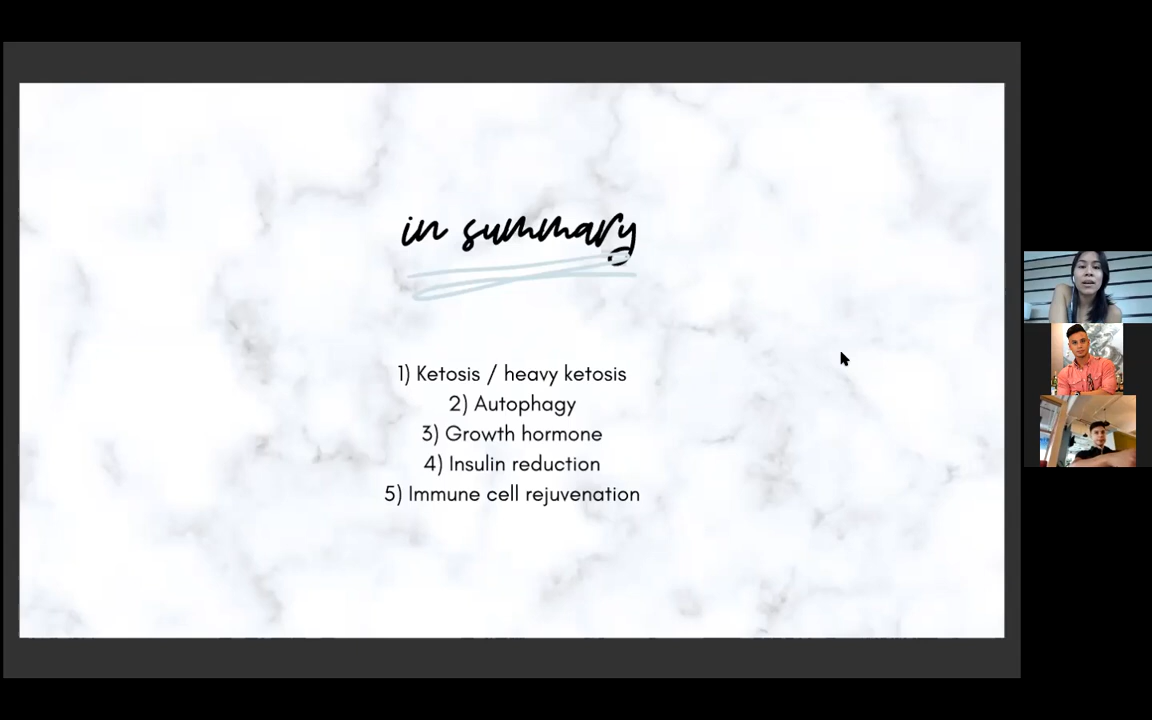 in summary
1) Ketosis / heavy ketosis
2) Autophagy
3) Growth hormone
4) Insulin reduction
5) Immune cell rejuvenation